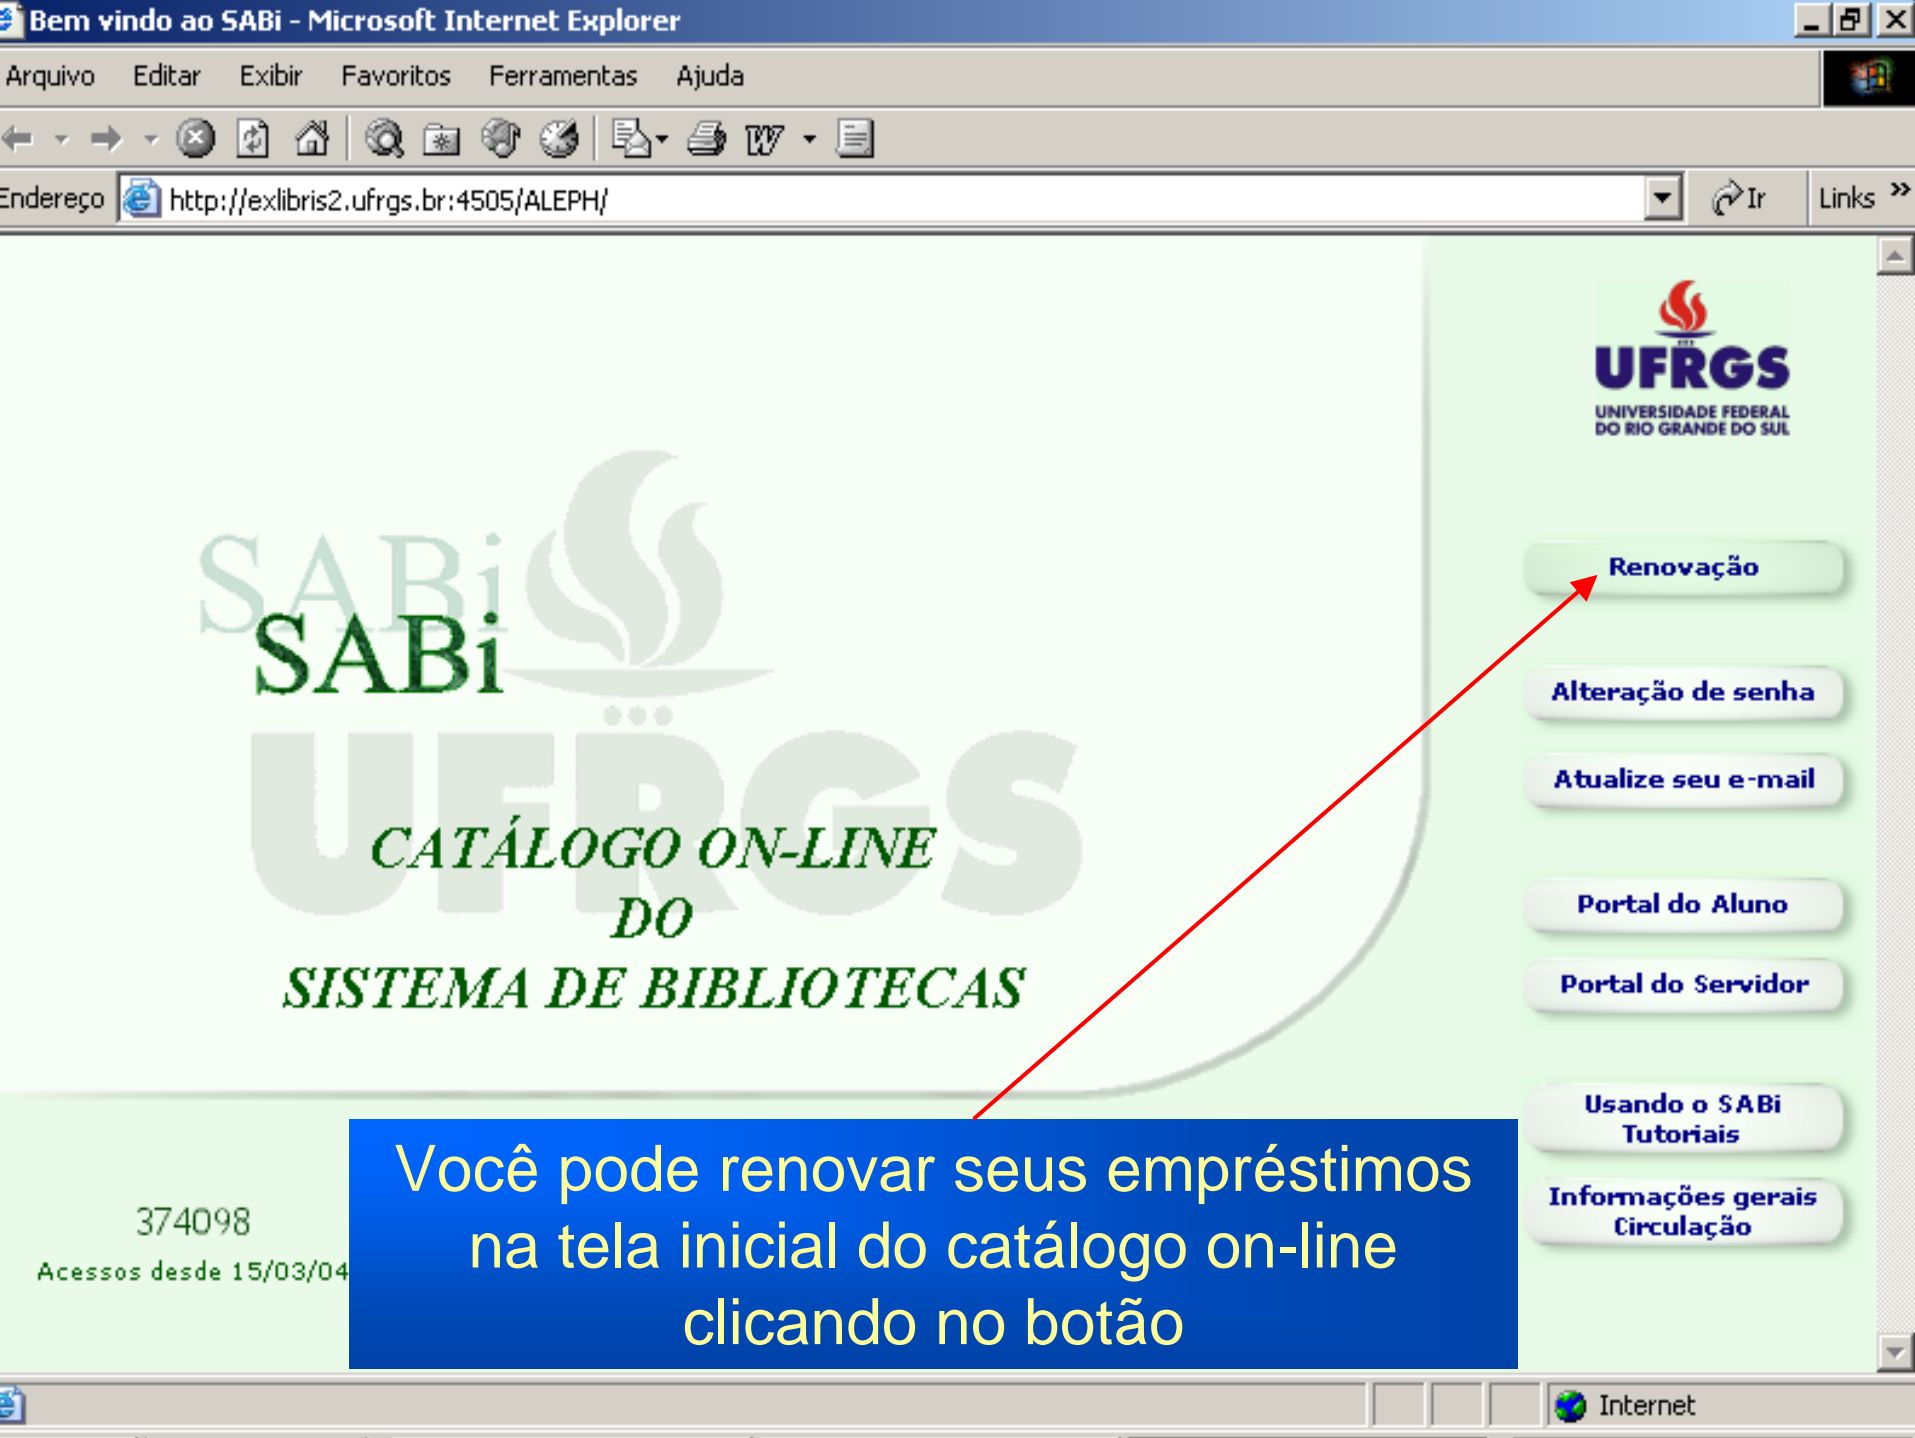 Bem vindo ao SABi - Microsoft Internet Explorer
Arquivo Editar Exibir Favoritos Ferramentas Ajuda
Endereço http://exlibris2.ufrgs.br:4505/ALEPH/ Ir Links »
UFRGS
UNIVERSIDADE FEDERAL
DO RIO GRANDE DO SUL
SABi
SABi
UFRGS
CATÁLOGO ON-LINE
DO
SISTEMA DE BIBLIOTECAS
Renovação
Alteração de senha
Atualize seu e-mail
Portal do Aluno
Portal do Servidor
Usando o SABi
Tutoriais
Informações gerais
Circulação
374098
Acessos desde 15/03/04
Você pode renovar seus empréstimos
na tela inicial do catálogo on-line
clicando no botão
Internet